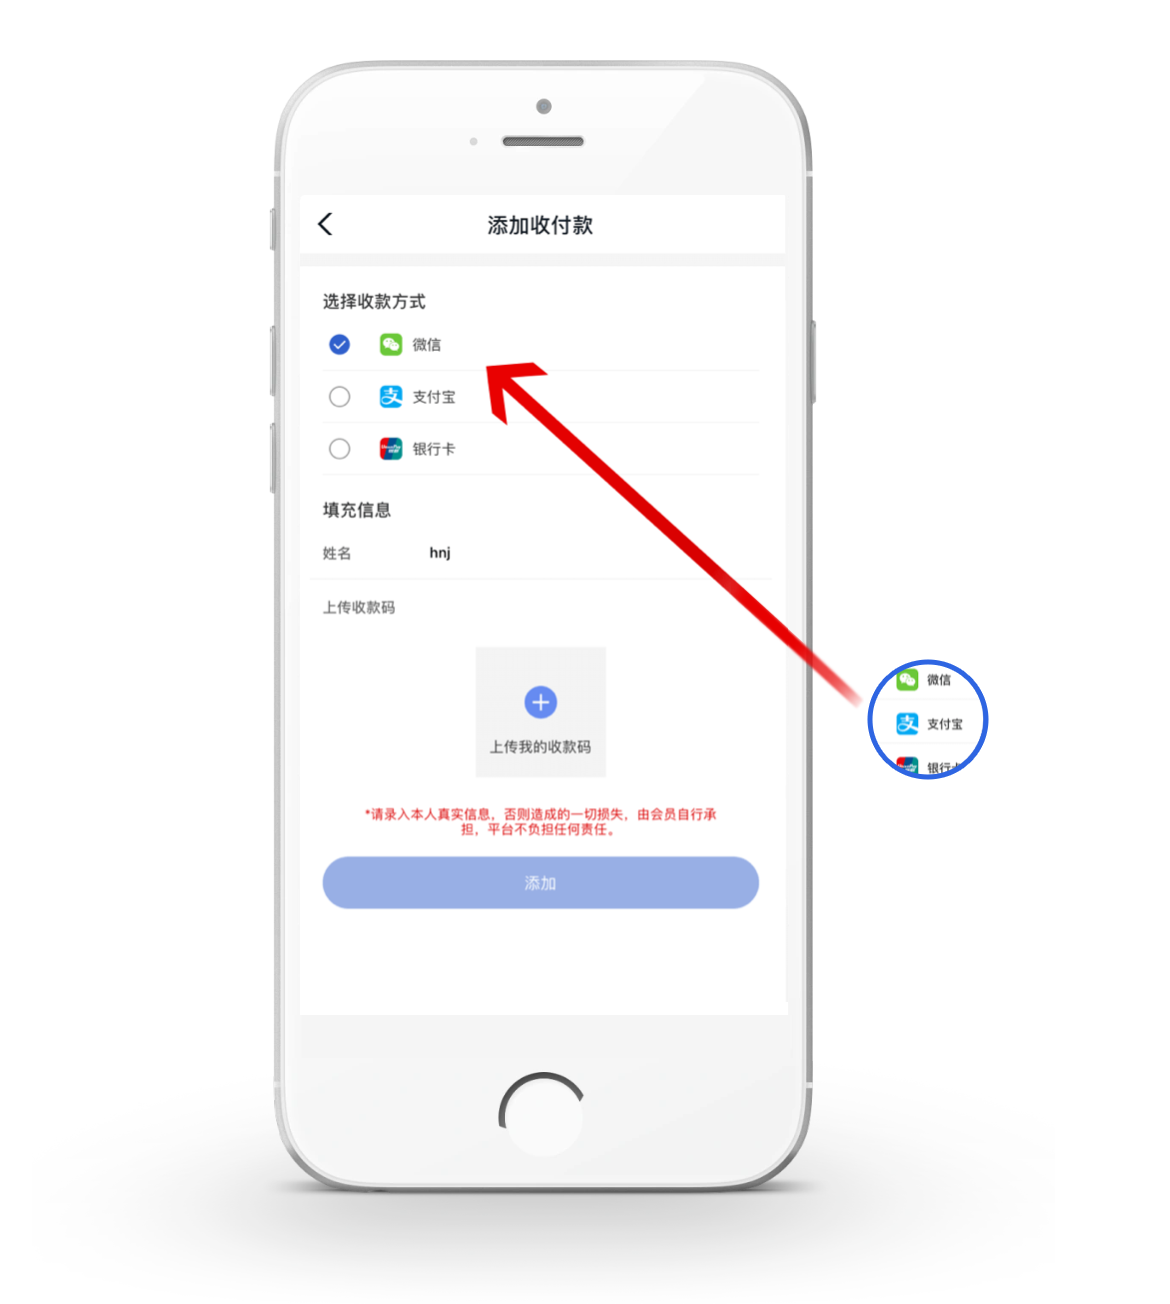 添加收付款
选择收款方式
微信
支付宝
银行卡
填充信息
姓名 hnj
上传收款码
上传我的收款码
*请录入本人真实信息，否则造成的一切损失，由会员自行承
担，平台不负担任何责任。
添加
微信
支付宝
银行卡